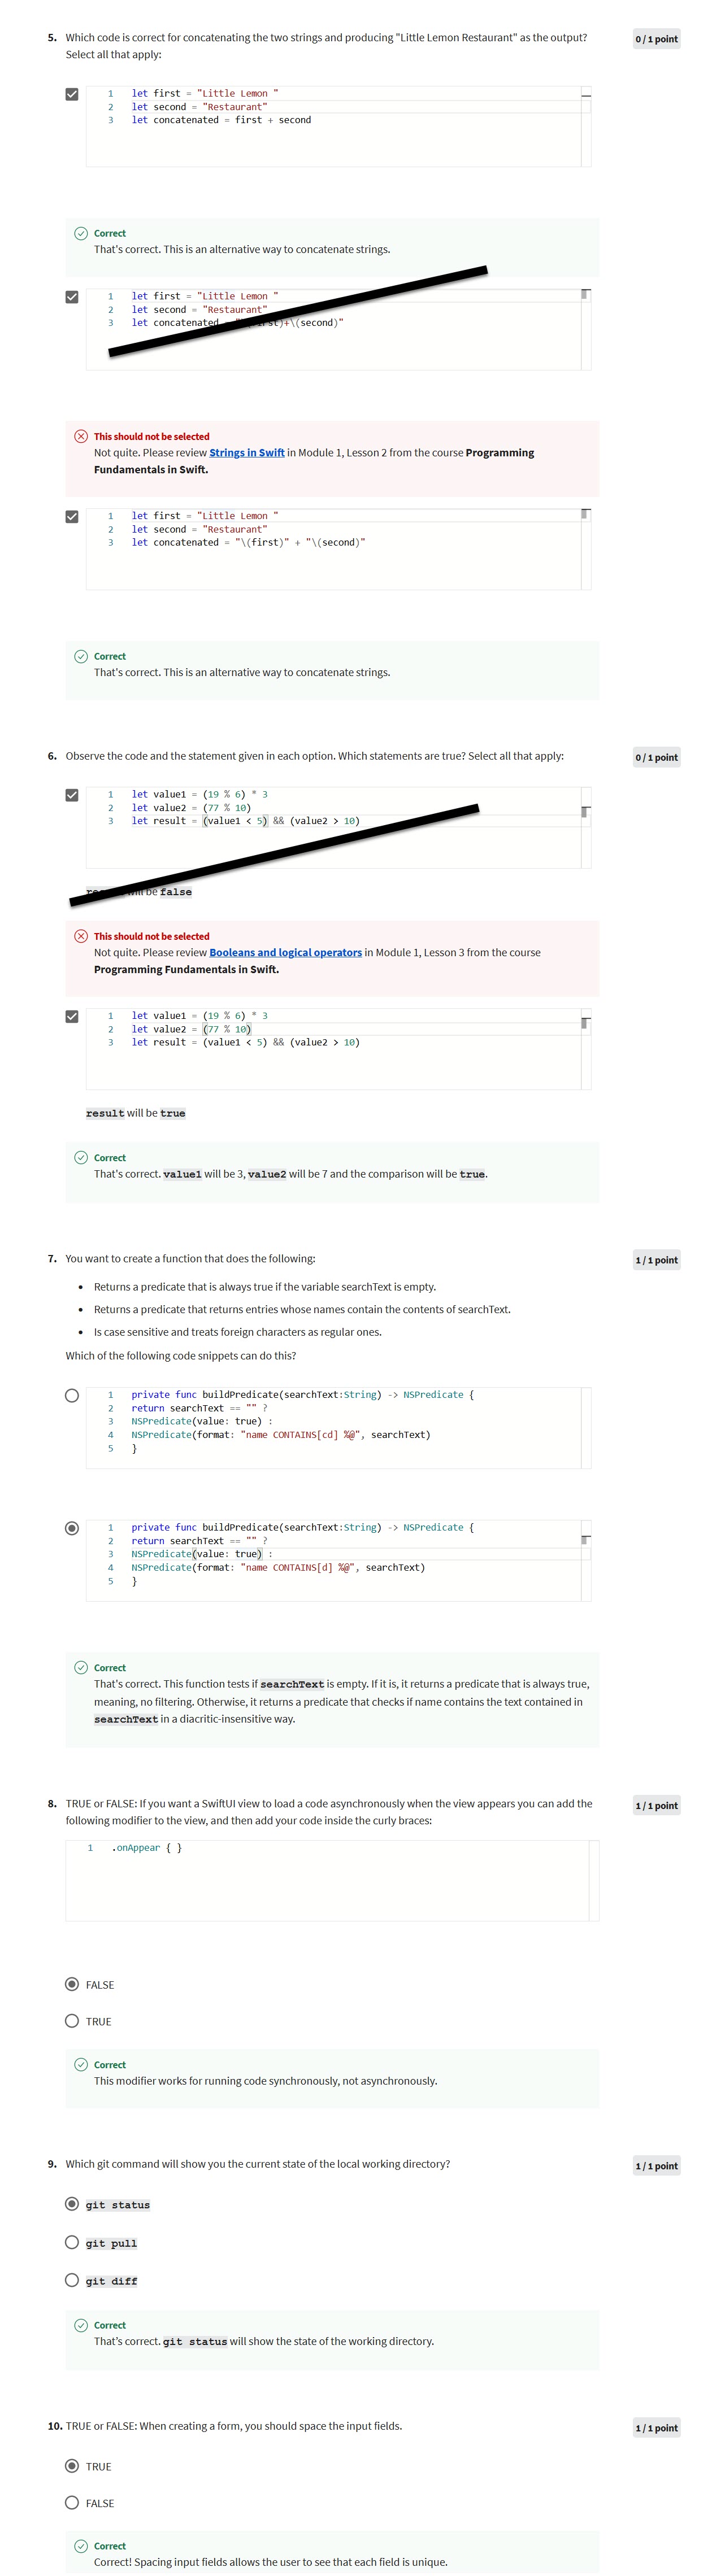 5. Which code is correct for concatenating the two strings and producing "Little Lemon Restaurant" as the output?
Select all that apply:
0 / 1 point
1 let first = "Little Lemon "
2 let second = "Restaurant"
3 let concatenated = first + second
Correct
That's correct. This is an alternative way to concatenate strings.
1 let first = "Little Lemon "
2 let second = "Restaurant"
3 let concatenated )+\(second)"
This should not be selected
Not quite. Please review Strings in Swift in Module 1, Lesson 2 from the course Programming
Fundamentals in Swift.
1 let first = "Little Lemon "
2 let second = "Restaurant"
3 let concatenated = "\(first)" + "\(second)"
Correct
That's correct. This is an alternative way to concatenate strings.
6. Observe the code and the statement given in each option. Which statements are true? Select all that apply:
0 / 1 point
1 let value1 = (19 % 6) * 3
2 let value2 = (77 % 10)
3 let result = (value1 < 5) && (value2 > 10)
be false
This should not be selected
Not quite. Please review Booleans and logical operators in Module 1, Lesson 3 from the course
Programming Fundamentals in Swift.
1 let value1 = (19 % 6) * 3
2 let value2 = (77 % 10)
3 let result = (value1 < 5) && (value2 > 10)
result will be true
Correct
That's correct. value1 will be 3, value2 will be 7 and the comparison will be true.
7. You want to create a function that does the following:
1 / 1 point
• Returns a predicate that is always true if the variable searchText is empty.
• Returns a predicate that returns entries whose names contain the contents of searchText.
• Is case sensitive and treats foreign characters as regular ones.
Which of the following code snippets can do this?
1 private func buildPredicate(searchText:String) -> NSPredicate {
2 return searchText == "" ?
3 NSPredicate(value: true) :
4 NSPredicate(format: "name CONTAINS[cd] %@", searchText)
5 }
1 private func buildPredicate(searchText:String) -> NSPredicate {
2 return searchText == "" ?
3 NSPredicate(value: true) :
4 NSPredicate(format: "name CONTAINS[d] %@", searchText)
5 }
Correct
That's correct. This function tests if searchText is empty. If it is, it returns a predicate that is always true,
meaning, no filtering. Otherwise, it returns a predicate that checks if name contains the text contained in
searchText in a diacritic-insensitive way.
8. TRUE or FALSE: If you want a SwiftUI view to load a code asynchronously when the view appears you can add the
following modifier to the view, and then add your code inside the curly braces:
1 / 1 point
1 .onAppear { }
FALSE
TRUE
Correct
This modifier works for running code synchronously, not asynchronously.
9. Which git command will show you the current state of the local working directory?
1 / 1 point
git status
git pull
git diff
Correct
That's correct. git status will show the state of the working directory.
10. TRUE or FALSE: When creating a form, you should space the input fields.
1 / 1 point
TRUE
FALSE
Correct
Correct! Spacing input fields allows the user to see that each field is unique.